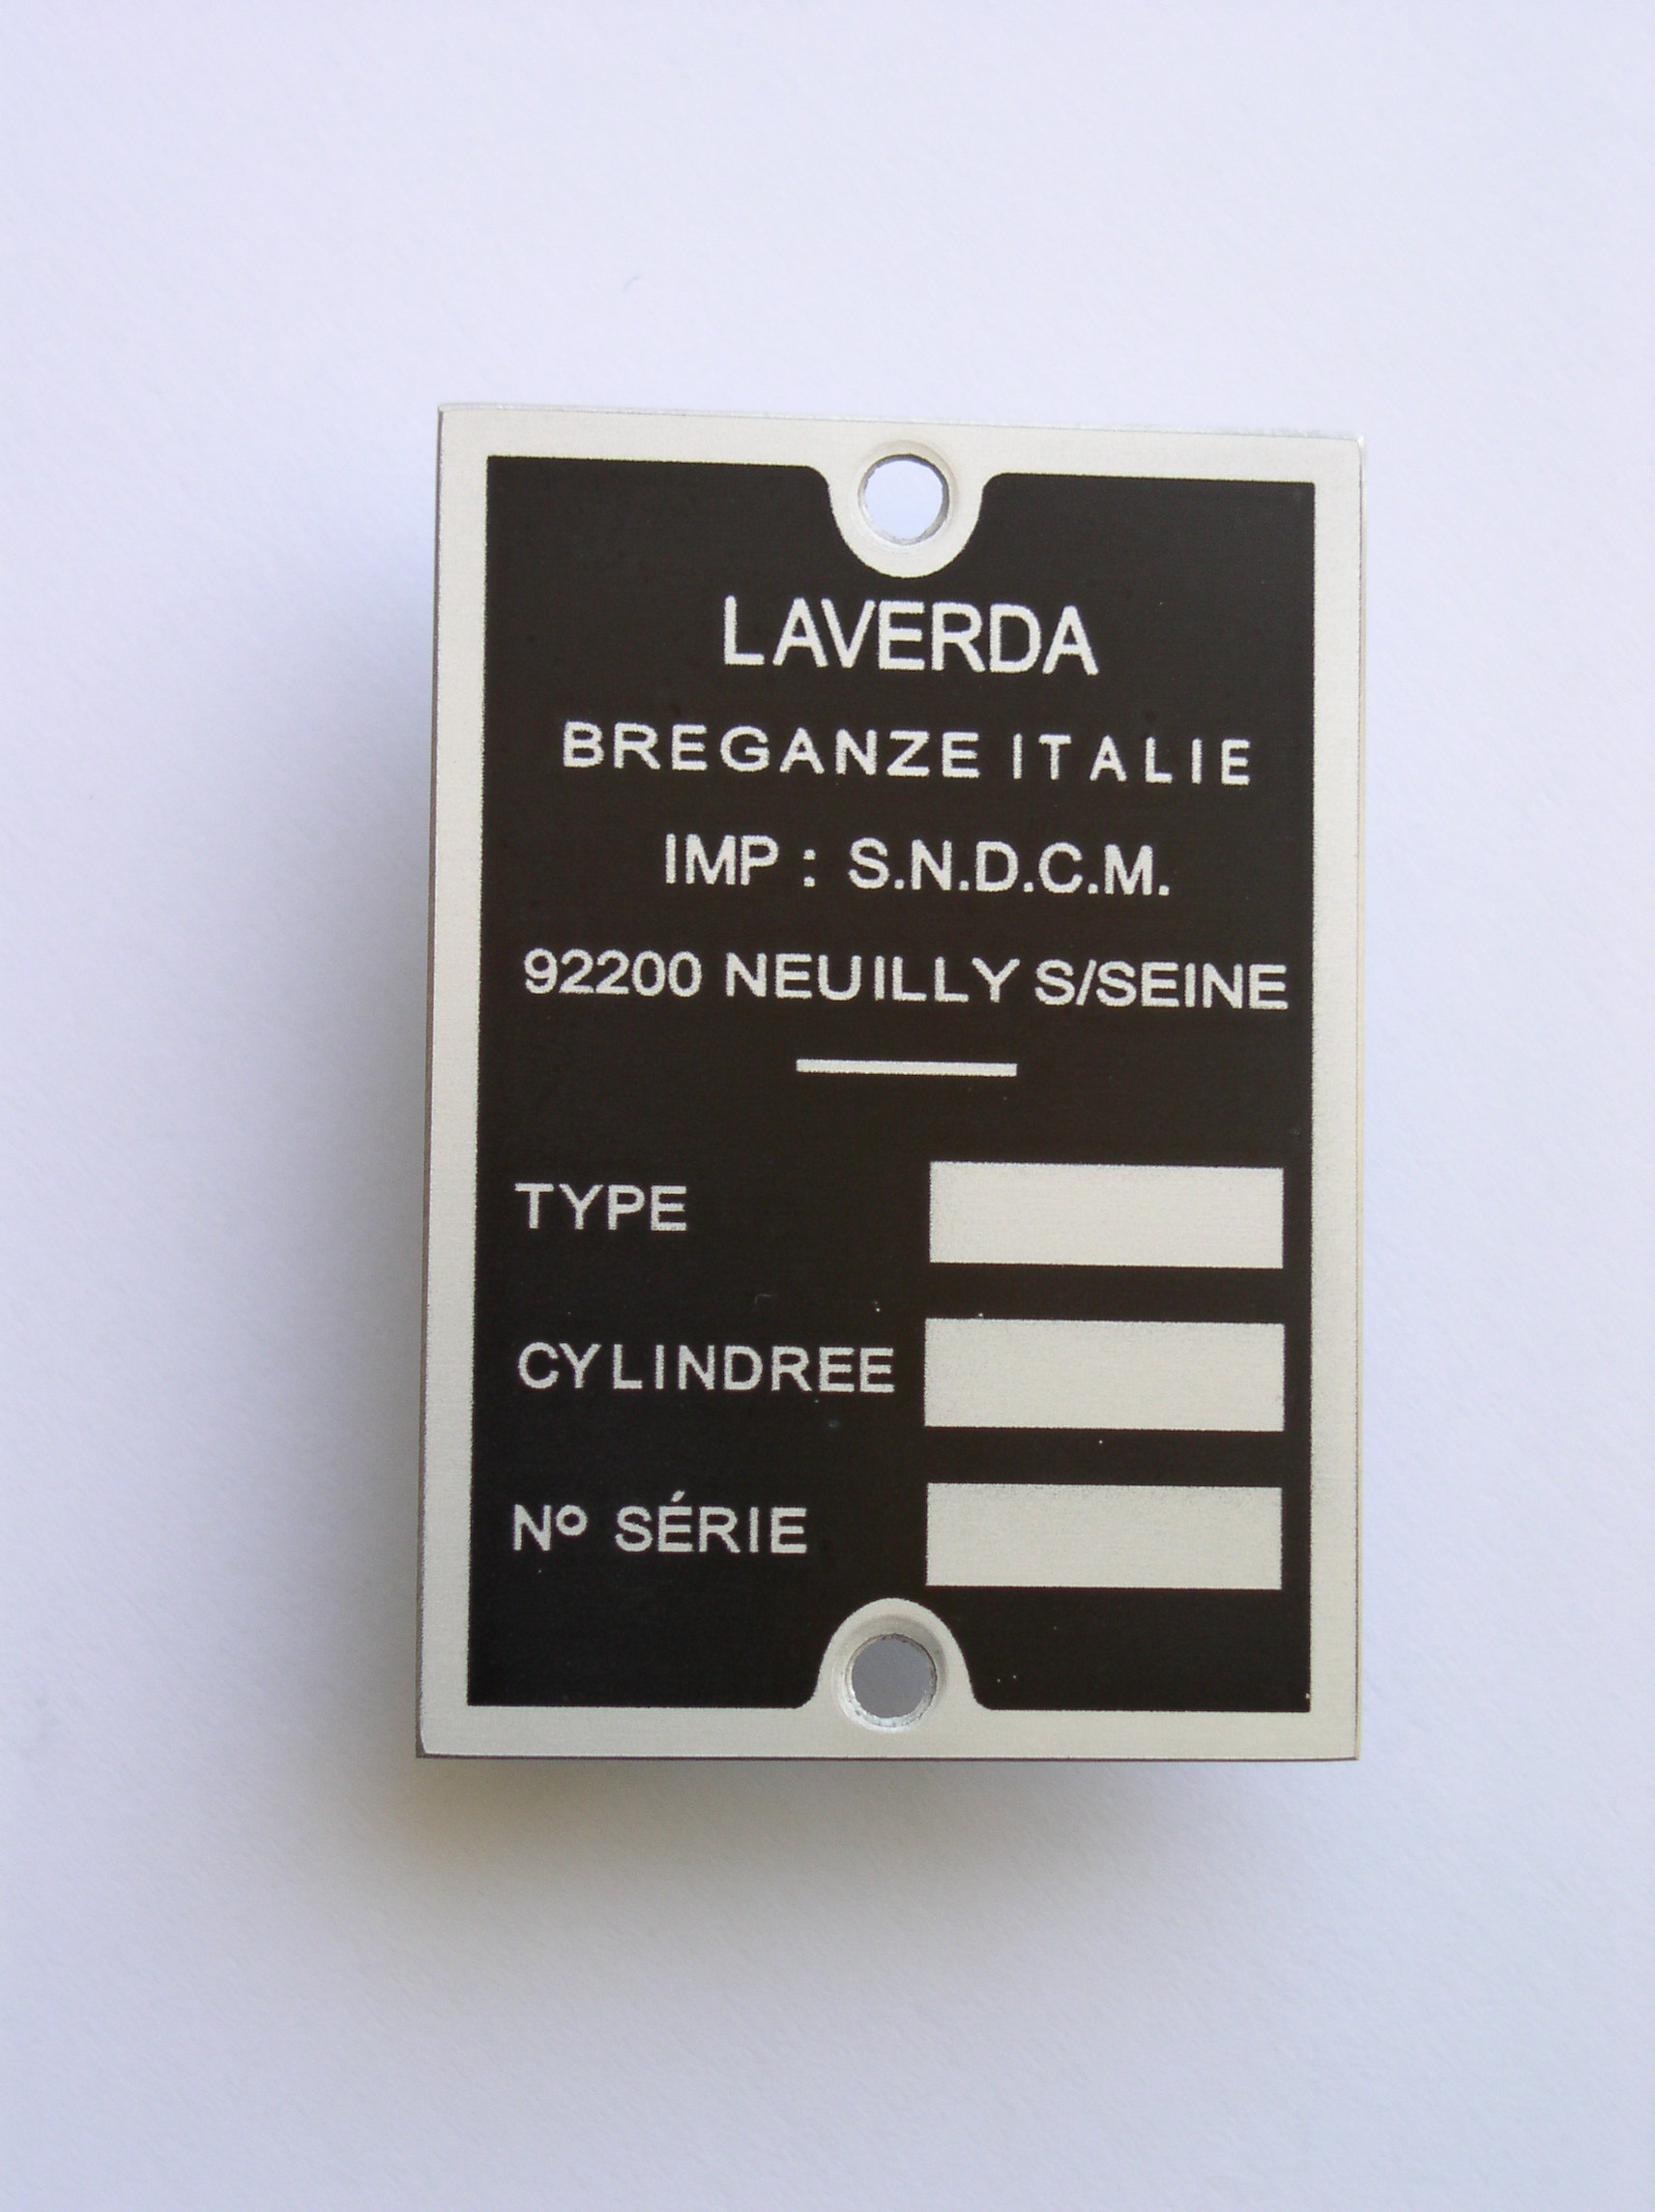 LAVERDA
BREGANZE ITALIE
IMP : S.N.D.C.M.
92200 NEUILLY S/SEINE
TYPE
CYLINDREE
Nº SÉRIE